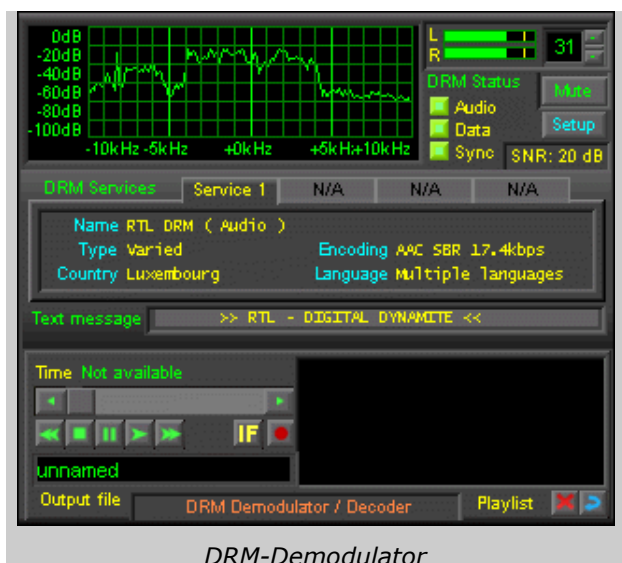 0dB
-20dB
-40dB
-60dB
-80dB
-100dB
-10kHz -5kHz +0kHz +5kHz +10kHz
L
R
31
DRM Status
Audio
Data
Sync
Mute
Setup
SNR: 20 dB
DRM Services Service 1 N/A N/A N/A
Name RTL DRM ( Audio )
Type Varied Encoding AAC SBR 17.4kbps
Country Luxembourg Language Multiple languages
Text message >> RTL - DIGITAL DYNAMITE <<
Time Not available
IF
unnamed
Output file DRM Demodulator / Decoder Playlist
DRM-Demodulator